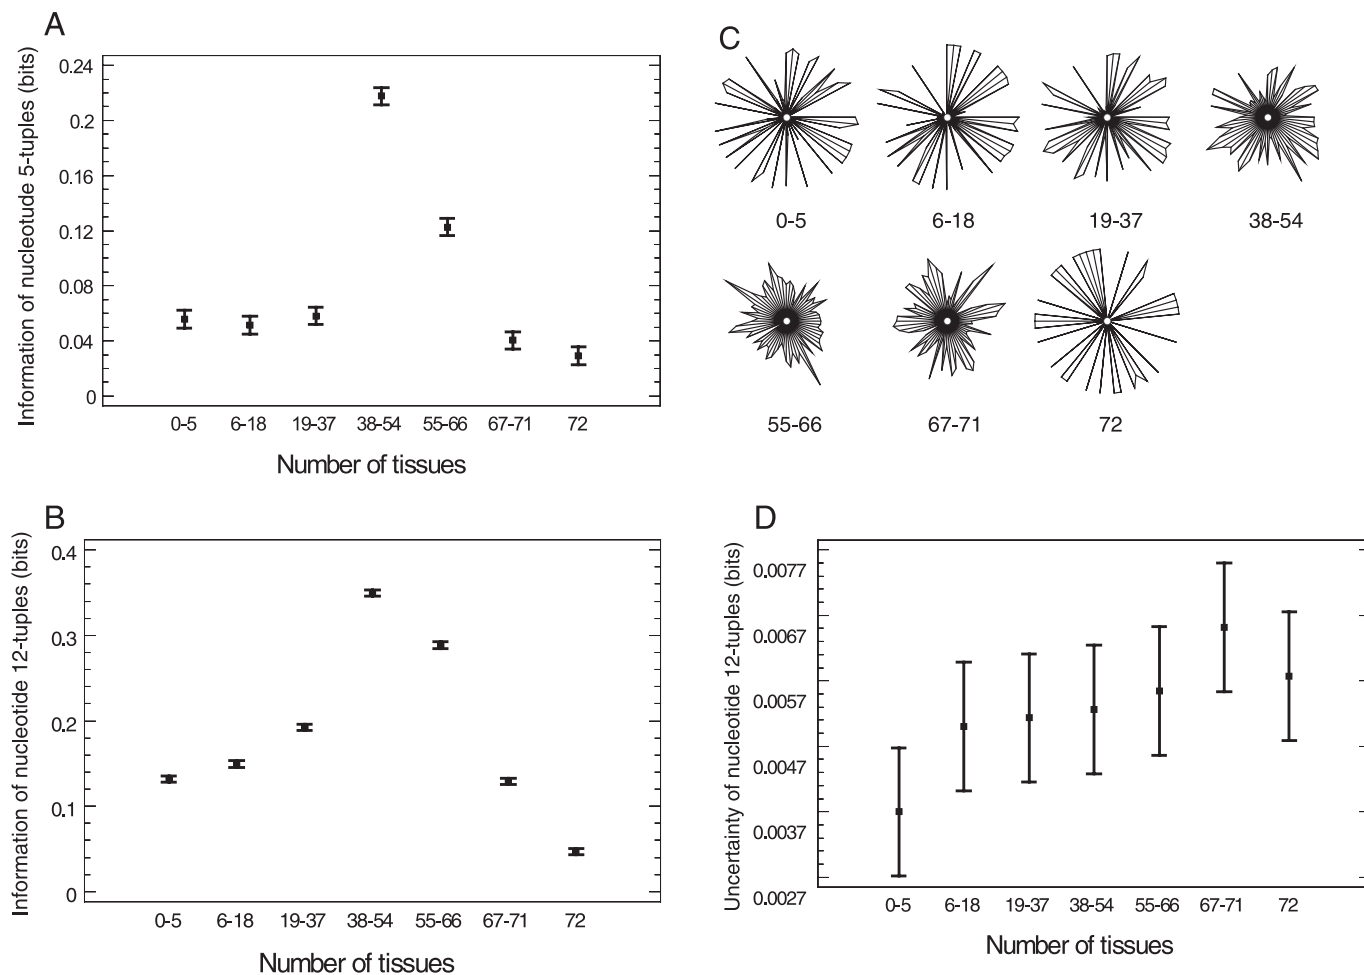 A
Information of nucleotude 5-tuples (bits)
0.24
0.2
0.16
0.12
0.08
0.04
0
0-5 6-18 19-37 38-54 55-66 67-71 72
Number of tissues
C
0-5 6-18 19-37 38-54
55-66 67-71 72
B
Information of nucleotide 12-tuples (bits)
0.4
0.3
0.2
0.1
0
0-5 6-18 19-37 38-54 55-66 67-71 72
Number of tissues
D
Uncertainty of nucleotide 12-tuples (bits)
0.0077
0.0067
0.0057
0.0047
0.0037
0.0027
0-5 6-18 19-37 38-54 55-66 67-71 72
Number of tissues